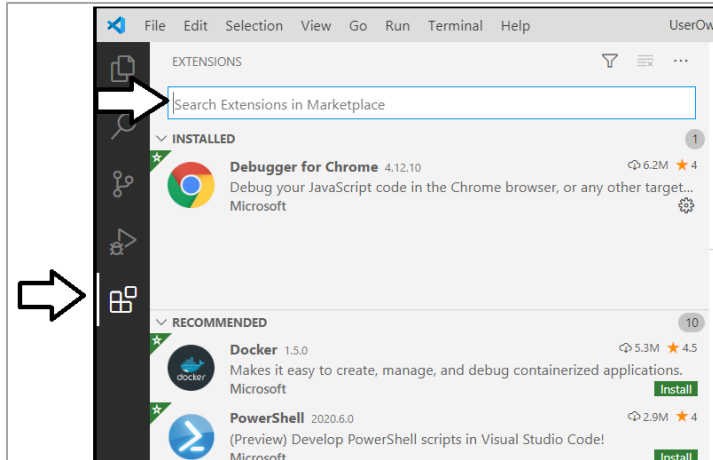 File Edit Selection View Go Run Terminal Help UserOw
EXTENSIONS
Search Extensions in Marketplace
INSTALLED 1
Debugger for Chrome 4.12.10 6.2M 4
Debug your JavaScript code in the Chrome browser, or any other target...
Microsoft
RECOMMENDED 10
Docker 1.5.0 5.3M 4.5
docker
Makes it easy to create, manage, and debug containerized applications.
Microsoft Install
PowerShell 2020.6.0 2.9M 4
(Preview) Develop PowerShell scripts in Visual Studio Code!
Microsoft Install